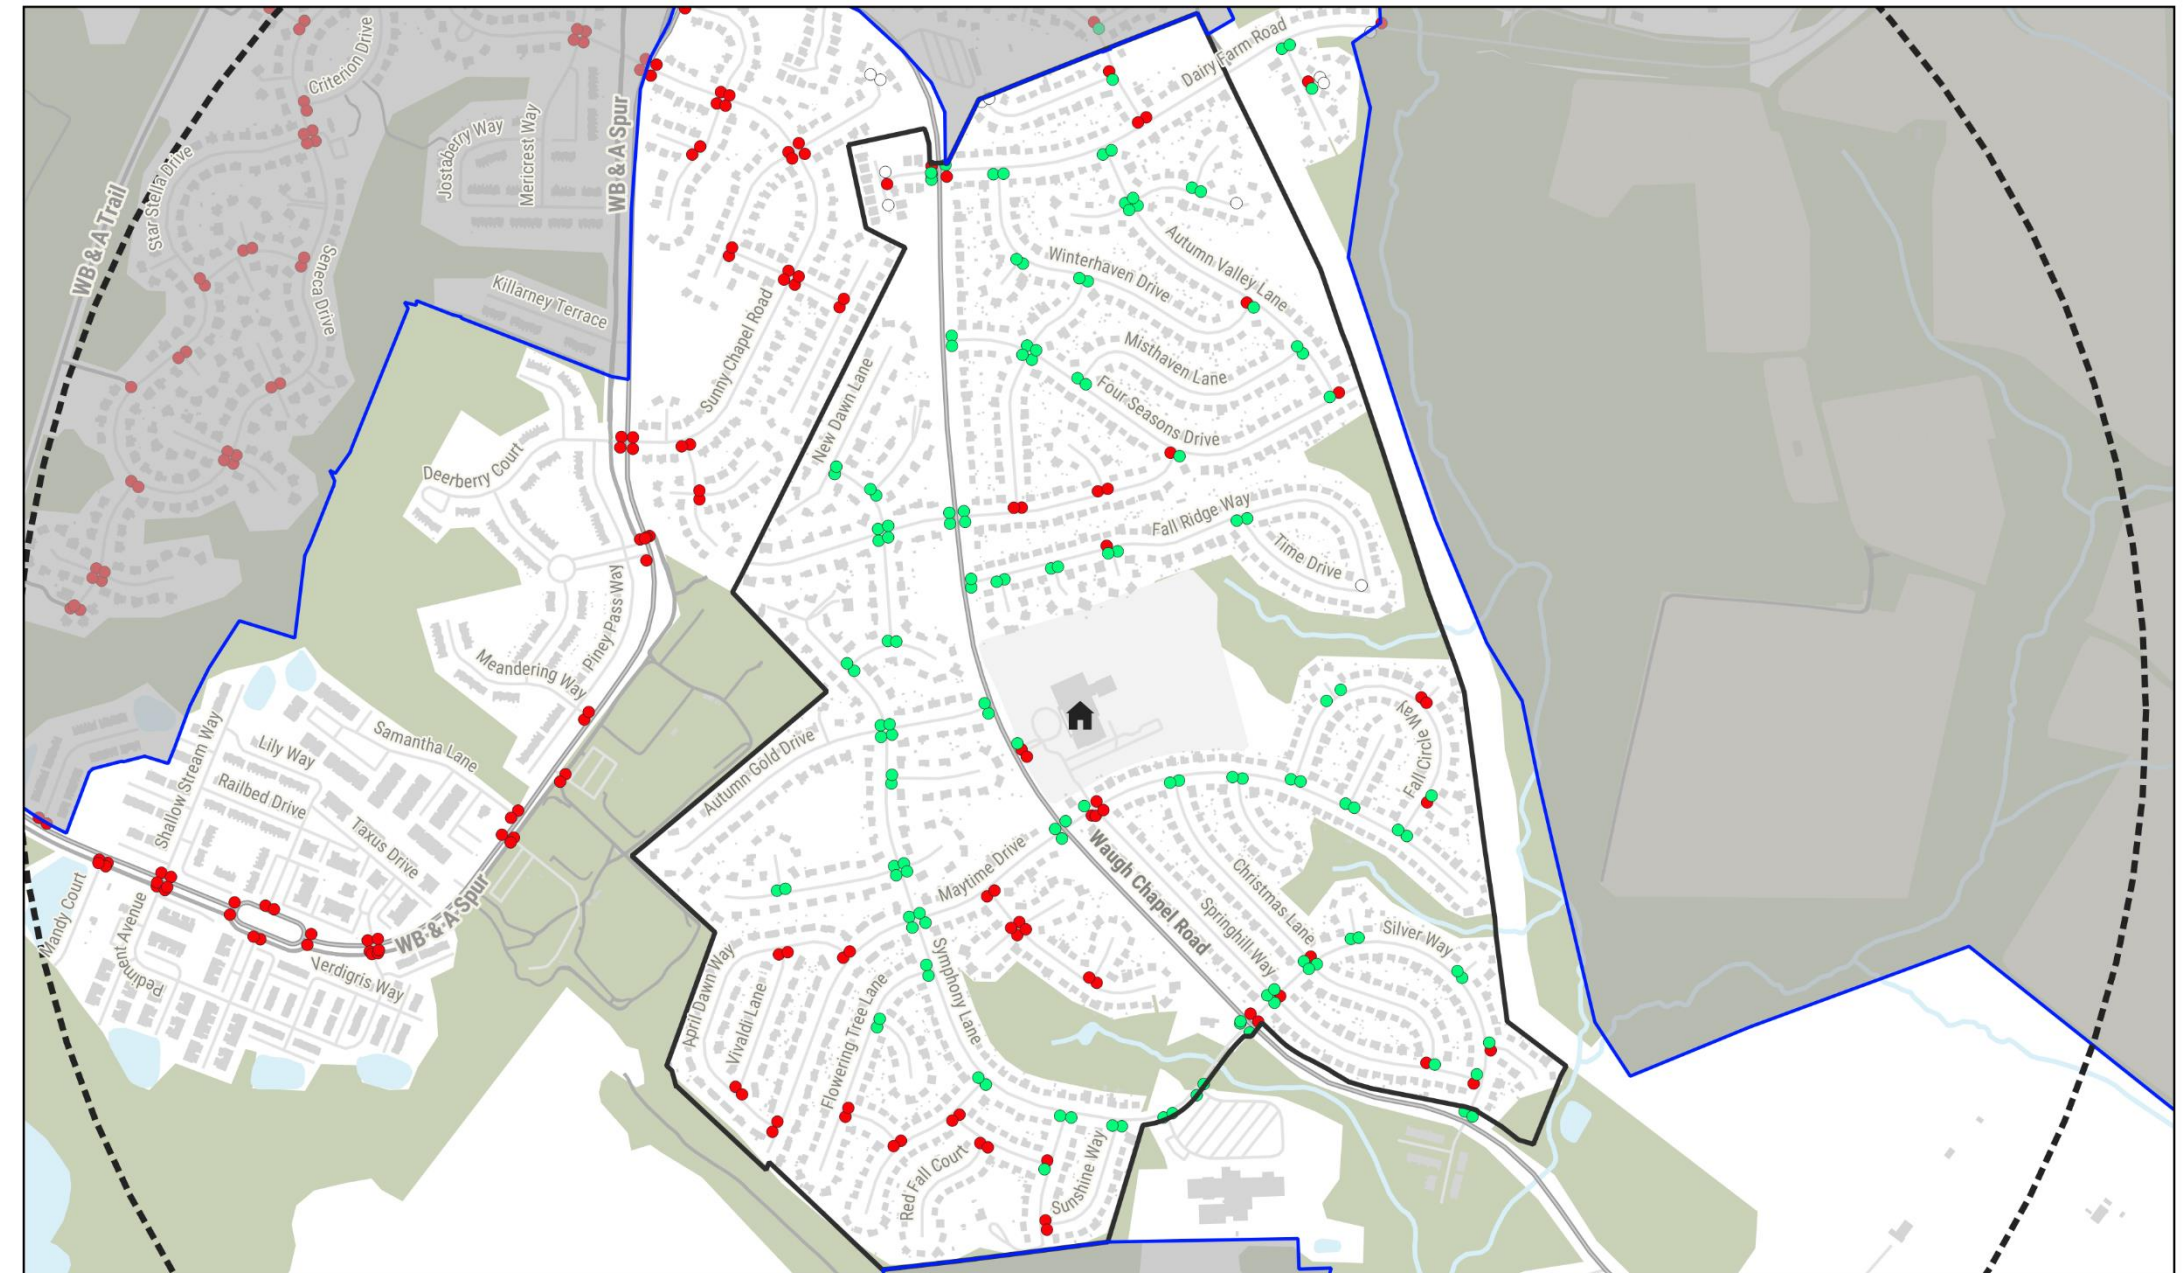 Criterion Drive
Dairy Farm Road
Jostaberry Way
Mericrest Way
WB & A Spur
Star Stella Drive
WB & A Trail
Seneca Drive
Killarney Terrace
Autumn Valley Lane
Winterhaven Drive
Sunny Chapel Road
Misthaven Lane
New Dawn Lane
Four Seasons Drive
Deerberry Court
Fall Ridge Way
Time Drive
Piney Pass Way
Meandering Way
Fall Circle Way
Samantha Lane
Lily Way
Shallow Stream Way
Railbed Drive
Autumn Gold Drive
Taxus Drive
Maytime Drive
Waugh Chapel Road
Christmas Lane
Springhill Way
Silver Way
Mandy Court
Piedmont Avenue
WB & A Spur
Verdigris Way
April Dawn Way
Vivaldi Lane
Flowering Tree Lane
Symphony Lane
Red Fall Court
Sunshine Way